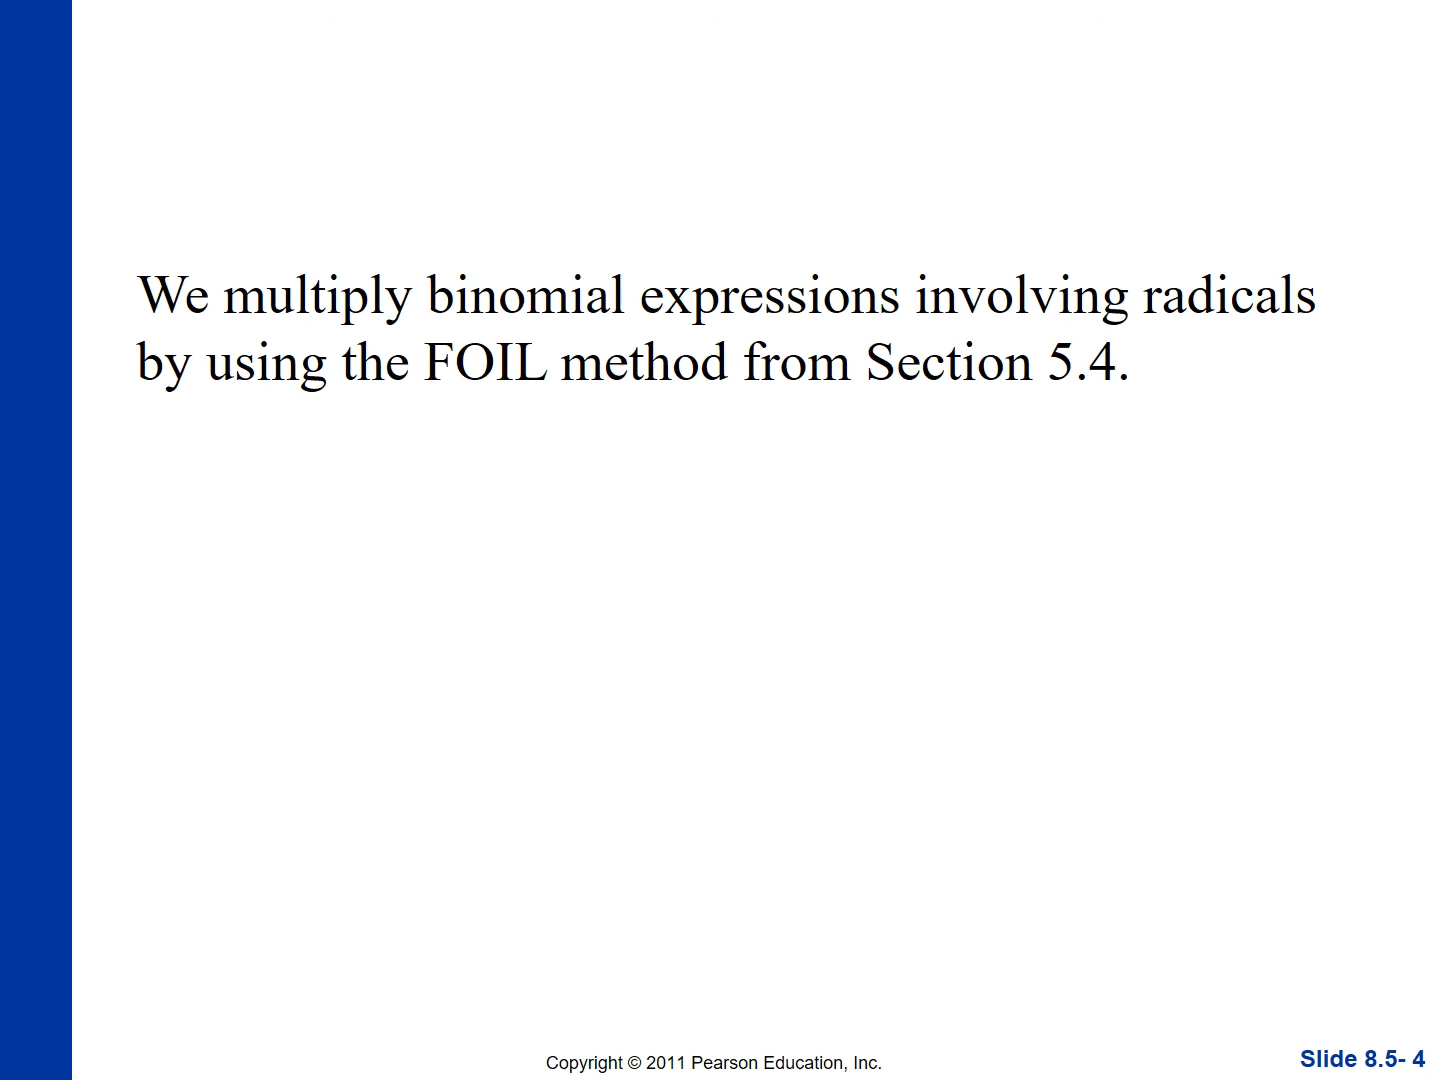 We multiply binomial expressions involving radicals
by using the FOIL method from Section 5.4.
Copyright © 2011 Pearson Education, Inc.
Slide 8.5- 4